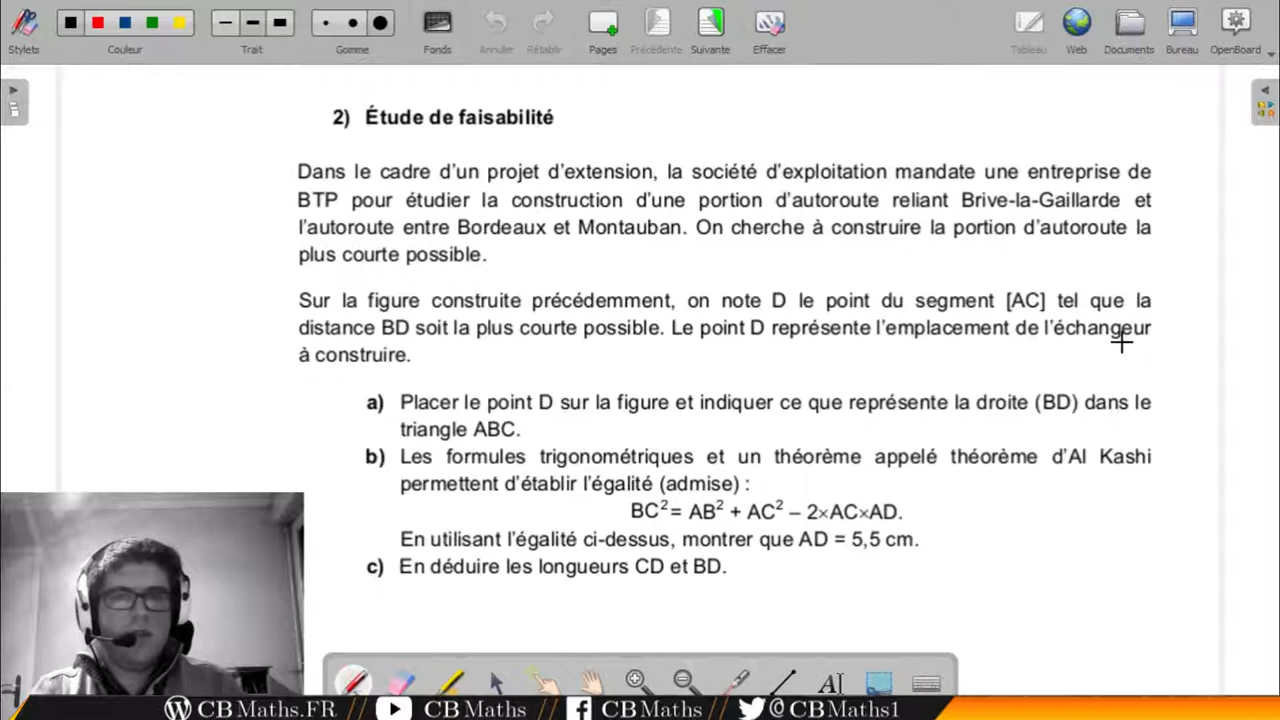 Stylets
Couleur
Trait
Gomme
Fonds
Annuler
Rétablir
Pages
Précédente
Suivante
Effacer
Tableau
Web
Documents
Bureau
OpenBoard
2) Étude de faisabilité
Dans le cadre d'un projet d'extension, la société d'exploitation mandate une entreprise de
BTP pour étudier la construction d'une portion d'autoroute reliant Brive-la-Gaillarde et
l'autoroute entre Bordeaux et Montauban. On cherche à construire la portion d'autoroute la
plus courte possible.
Sur la figure construite précédemment, on note D le point du segment [AC] tel que la
distance BD soit la plus courte possible. Le point D représente l'emplacement de l'échangeur
à construire.
a) Placer le point D sur la figure et indiquer ce que représente la droite (BD) dans le
triangle ABC.
b) Les formules trigonométriques et un théorème appelé théorème d'Al Kashi
permettent d'établir l'égalité (admise) :
BC²= AB² + AC² – 2×AC×AD.
En utilisant l'égalité ci-dessus, montrer que AD = 5,5 cm.
c) En déduire les longueurs CD et BD.
AI
CBMaths.FR CBMaths CBMaths @CBMaths1